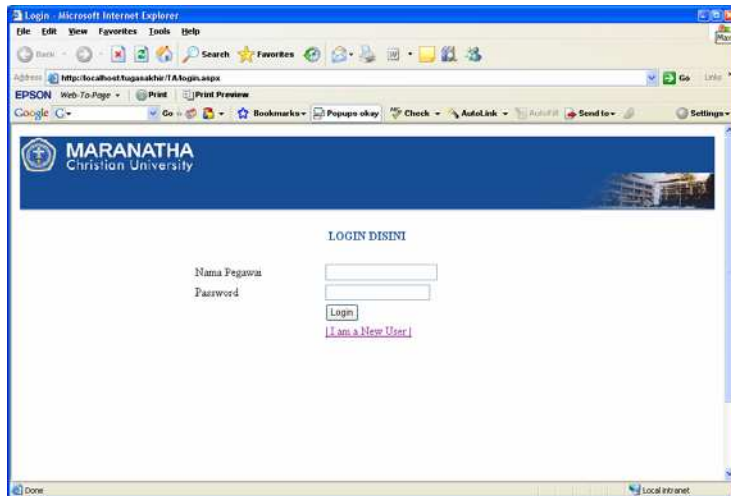 Login - Microsoft Internet Explorer
File Edit View Favorites Tools Help
Back Search Favorites
Address http://localhost/tugasakhir/TA/login.aspx Go Links
EPSON Web-To-Page Print Print Preview
Google G Go Bookmarks Popups okay Check AutoLink AutoFill Send to Settings
MARANATHA
Christian University
LOGIN DISINI
Nama Pegawai
Password
Login
| I am a New User |
Done Local intranet